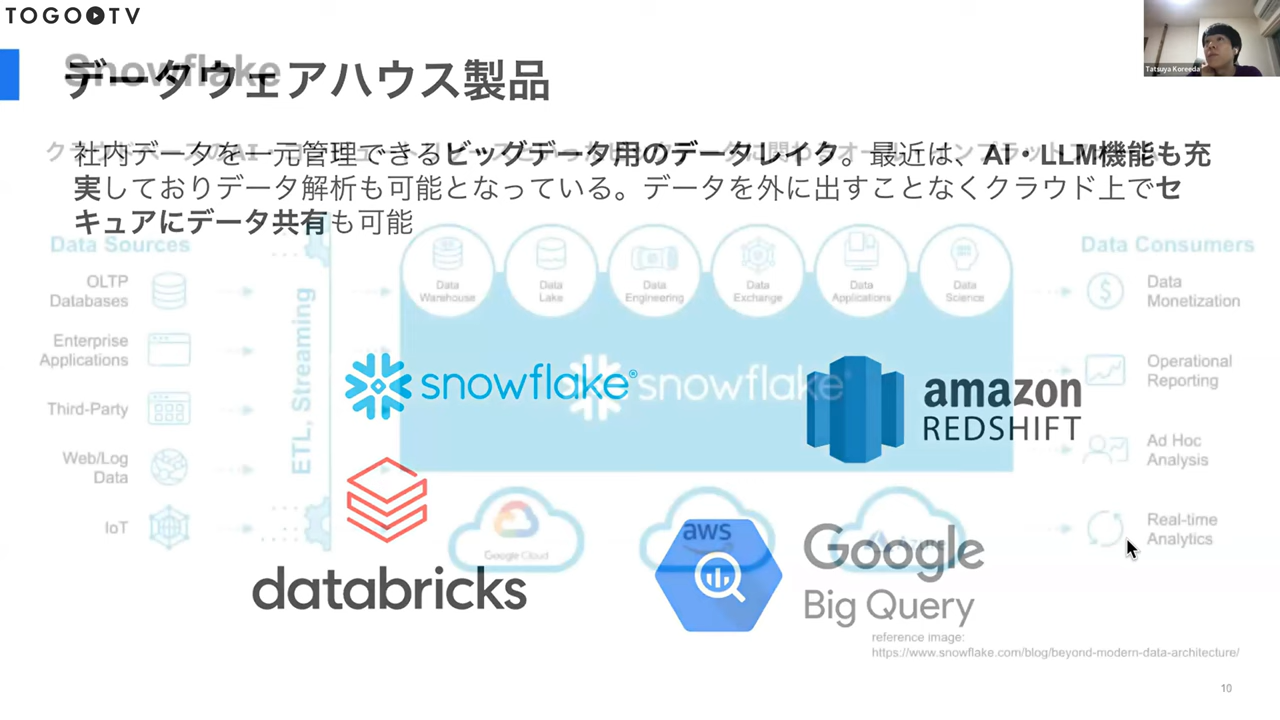 TOGO TV
Tatsuya Koreeda
Snowflake
データウェアハウス製品
社内データを一元管理できるビッグデータ用のデータレイク。最近は、AI・LLM機能も充
実しておりデータ解析も可能となっている。データを外に出すことなくクラウド上でセ
キュアにデータ共有も可能
Data Sources
OLTP
Databases
Enterprise
Applications
Third-Party
Web/Log
Data
IoT
ETL, Streaming
Data
Warehouse
Data
Lake
Data
Engineering
Data
Exchange
Data
Applications
Data
Science
snowflake
snowflake
amazon
REDSHIFT
databricks
Google Cloud
aws
Azure
Google
Big Query
Data Consumers
Data
Monetization
Operational
Reporting
Ad Hoc
Analysis
Real-time
Analytics
reference image:
https://www.snowflake.com/blog/beyond-modern-data-architecture/
10